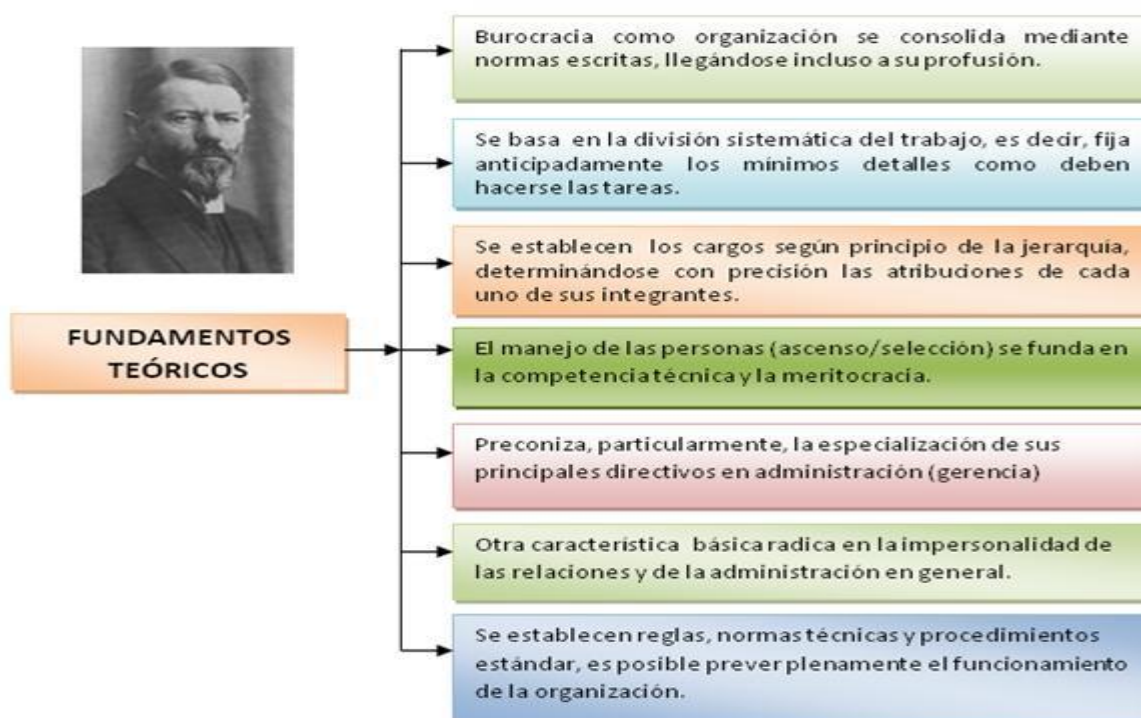 Burocracia como organización se consolida mediante
normas escritas, llegándose incluso a su profusión.
Se basa en la división sistemática del trabajo, es decir, fija
anticipadamente los mínimos detalles como deben
hacerse las tareas.
Se establecen los cargos según principio de la jerarquía,
determinándose con precisión las atribuciones de cada
uno de sus integrantes.
FUNDAMENTOS
TEÓRICOS
El manejo de las personas (ascenso/selección) se funda en
la competencia técnica y la meritocracia.
Preconiza, particularmente, la especialización de sus
principales directivos en administración (gerencia)
Otra característica básica radica en la impersonalidad de
las relaciones y de la administración en general.
Se establecen reglas, normas técnicas y procedimientos
estándar, es posible prever plenamente el funcionamiento
de la organización.